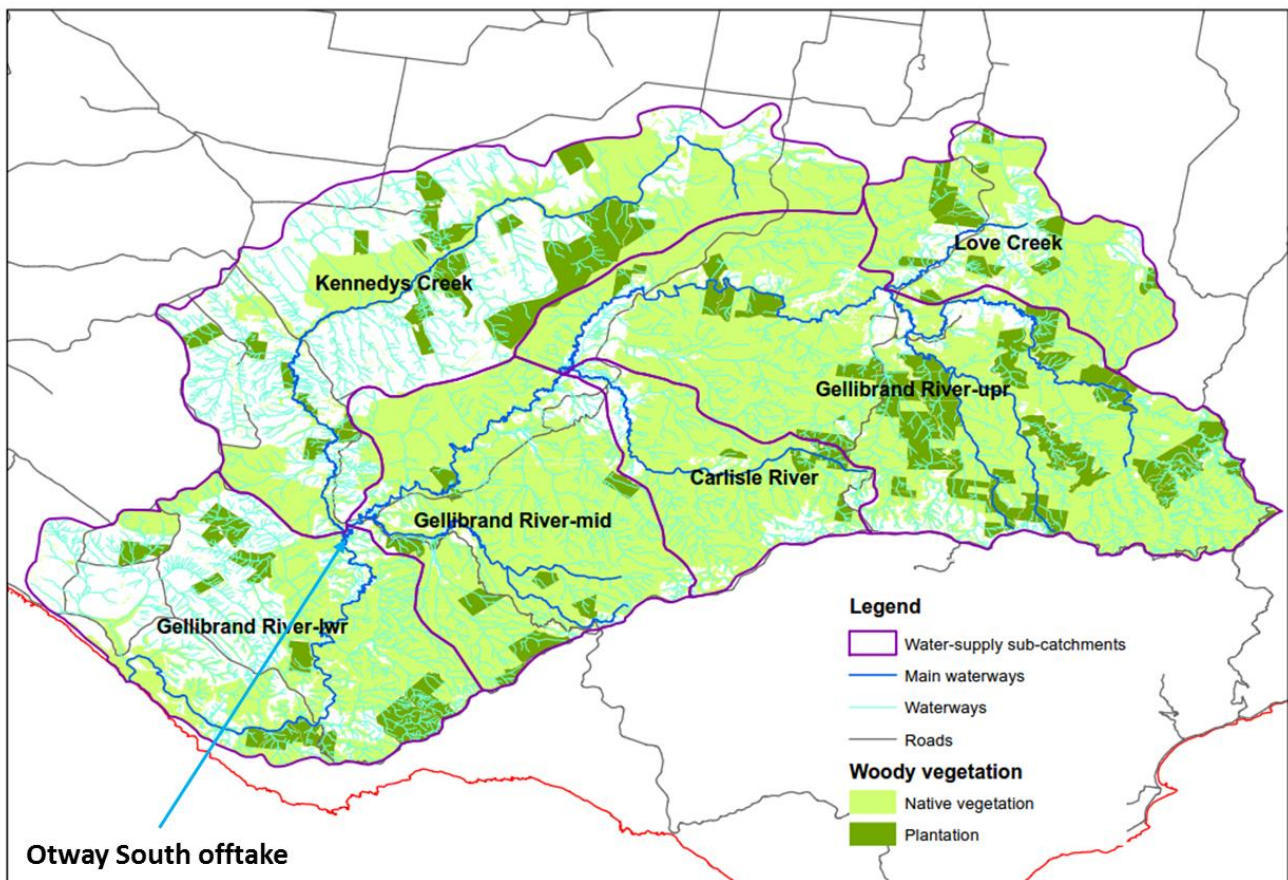 Love Creek
Kennedys Creek
Gellibrand River-upr
Carlisle River
Gellibrand River-mid
Gellibrand River-lwr
Otway South offtake
Legend
Water-supply sub-catchments
Main waterways
Waterways
Roads
Woody vegetation
Native vegetation
Plantation